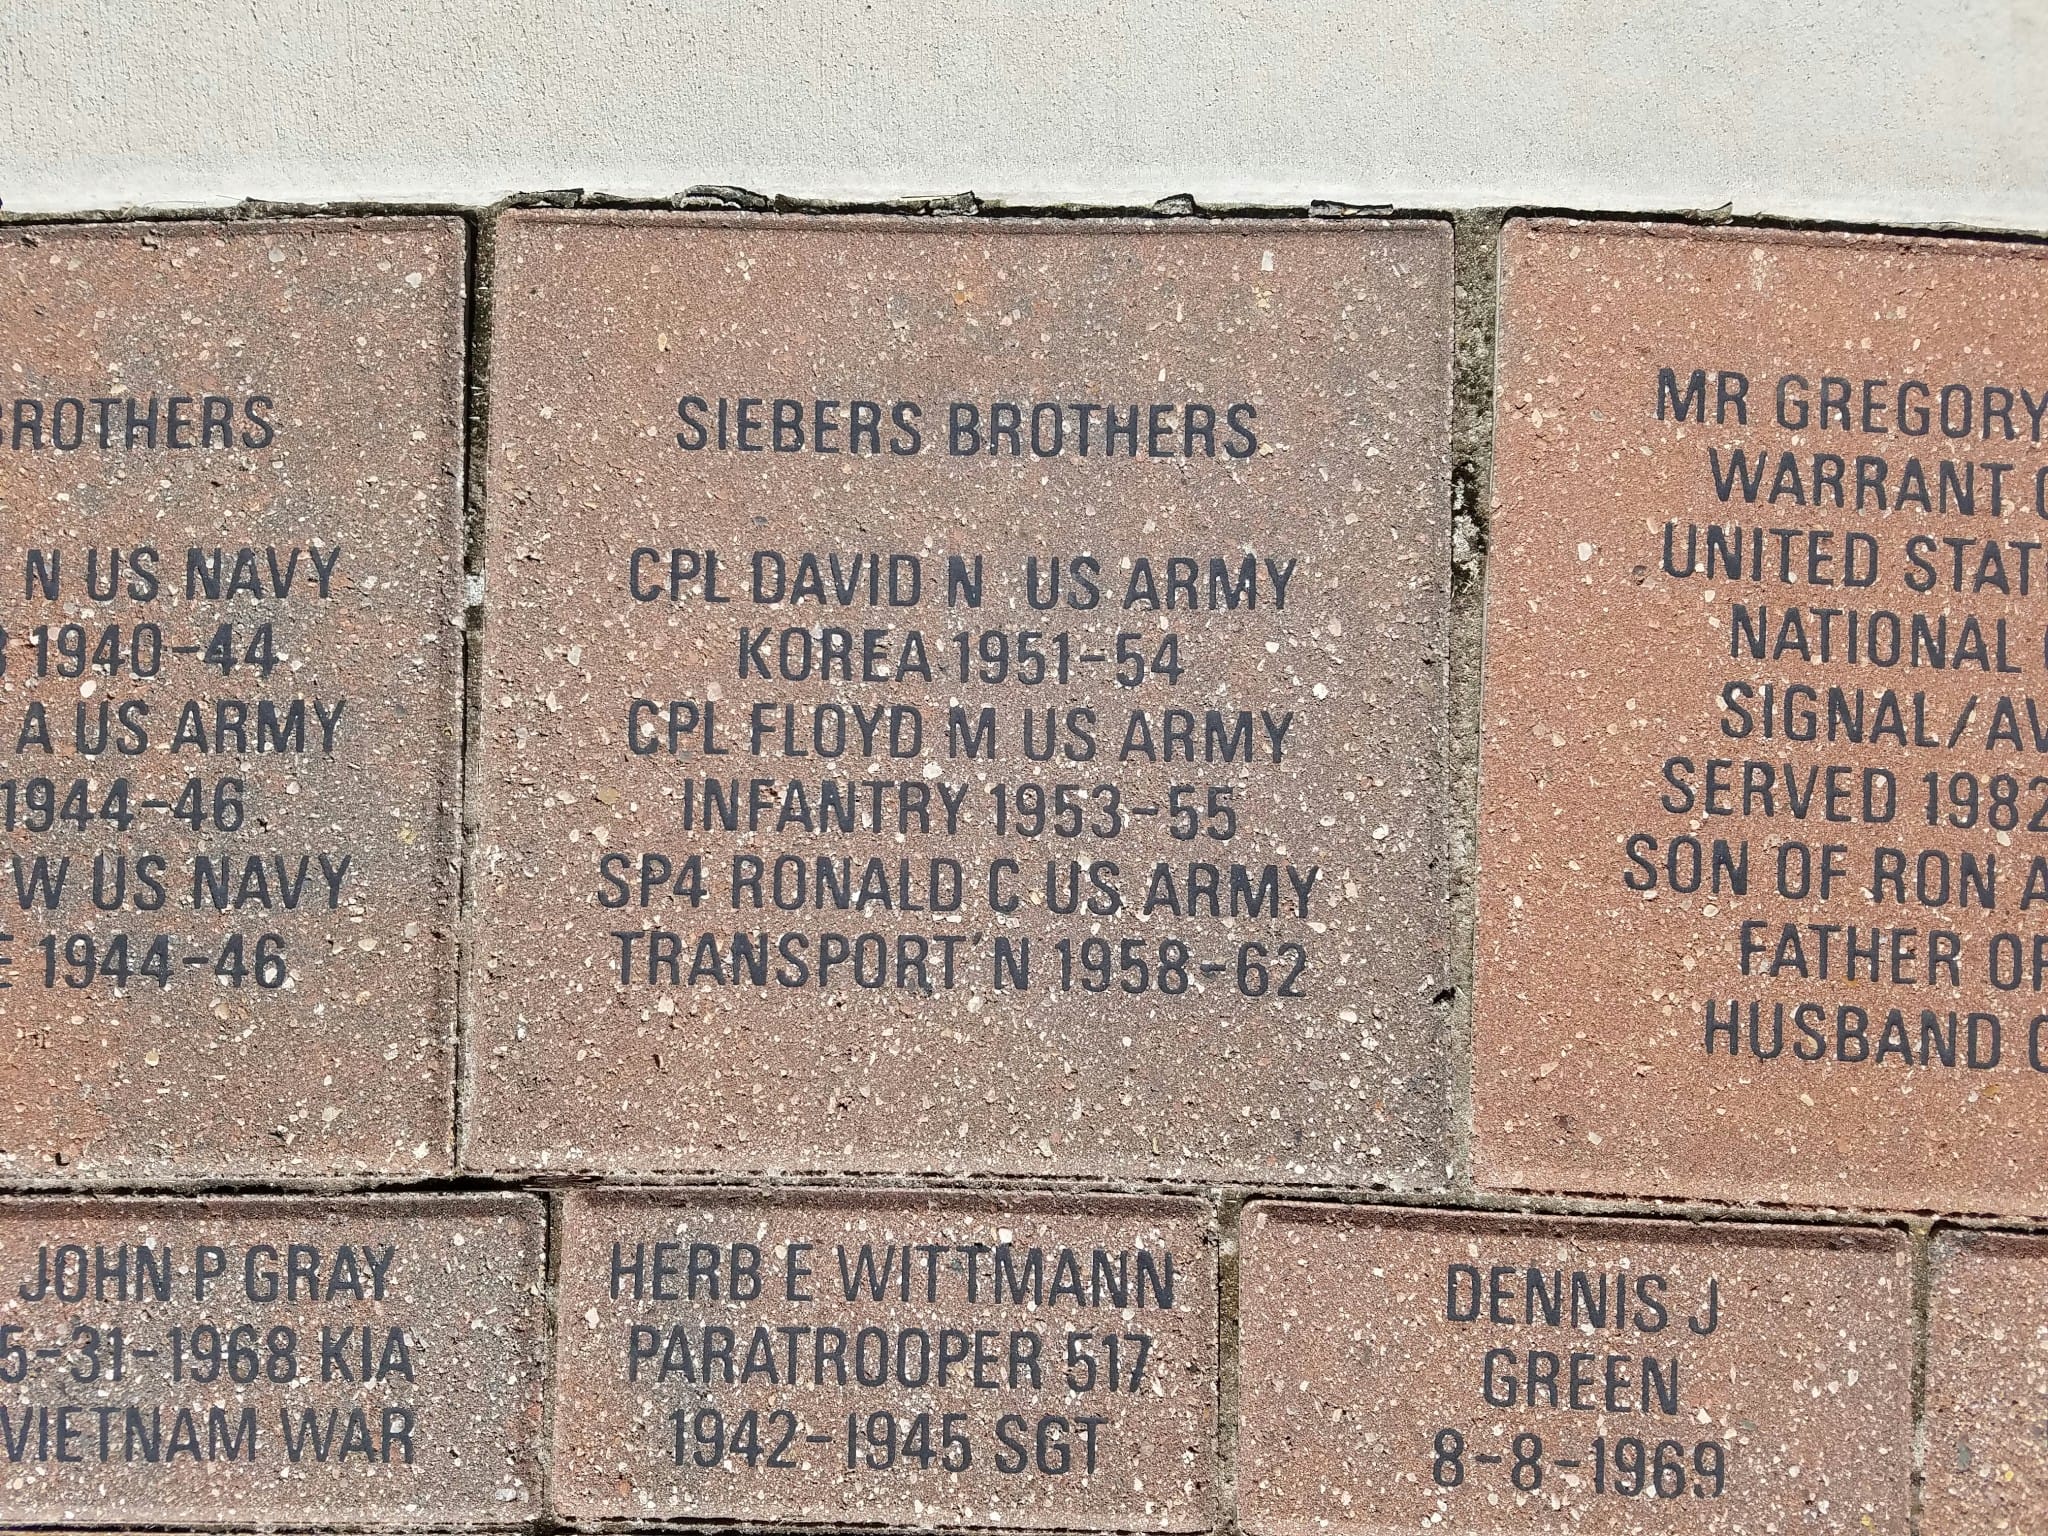 BROTHERS
N US NAVY
1940-44
A US ARMY
1944-46
W US NAVY
1944-46
SIEBERS BROTHERS
CPL DAVID N US ARMY
KOREA 1951-54
CPL FLOYD M US ARMY
INFANTRY 1953-55
SP4 RONALD C US ARMY
TRANSPORT'N 1958-62
MR GREGORY
WARRANT
UNITED STAT
NATIONAL
SIGNAL/AV
SERVED 1982
SON OF RON A
FATHER OF
HUSBAND
JOHN P GRAY
5-31-1968 KIA
VIETNAM WAR
HERB E WITTMANN
PARATROOPER 517
1942-1945 SGT
DENNIS J
GREEN
8-8-1969